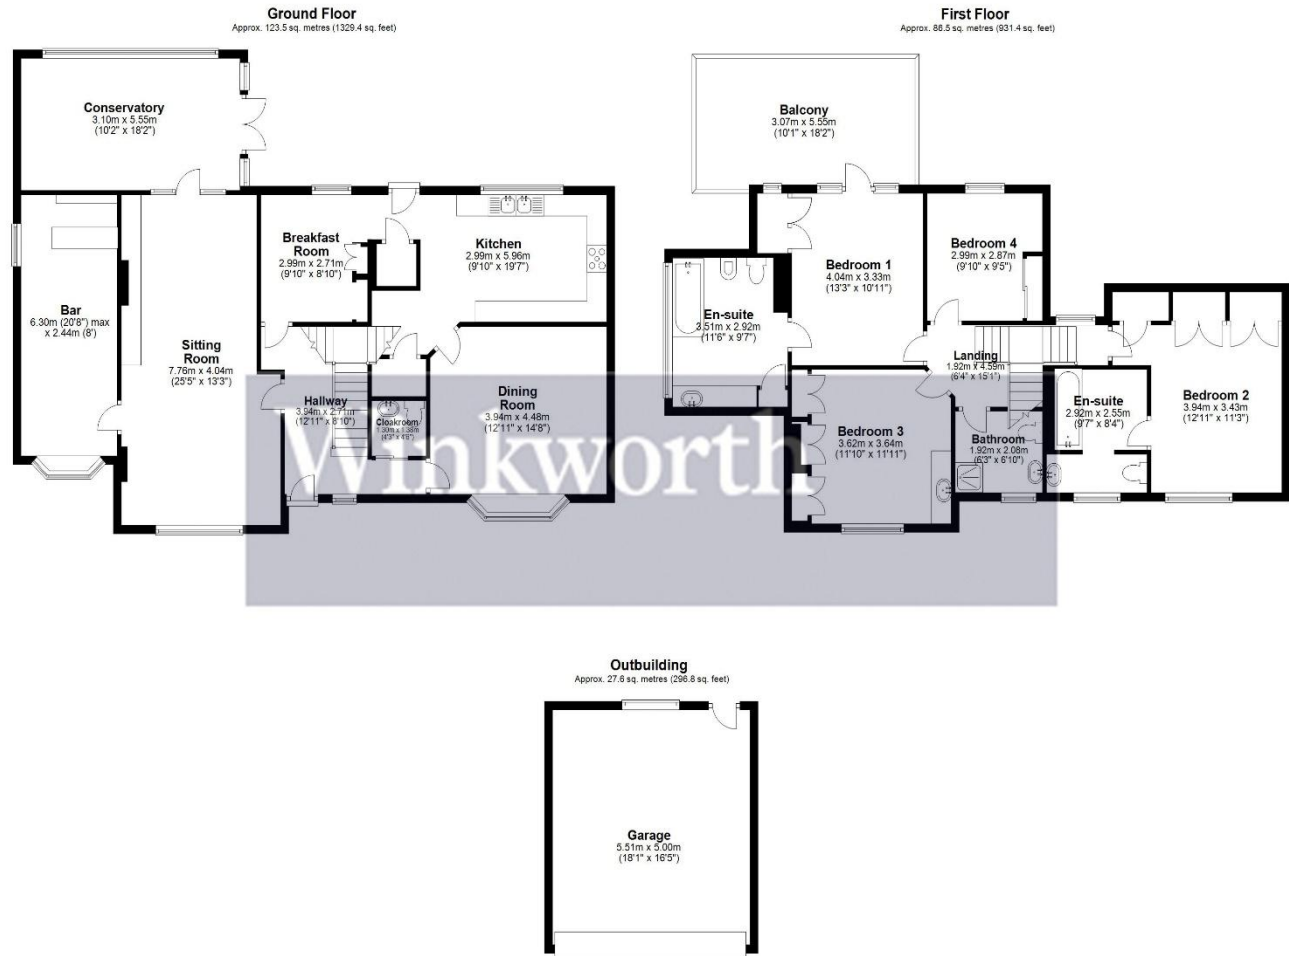 Ground Floor
Approx. 123.5 sq. metres (1329.4 sq. feet)
Conservatory
3.10m x 5.55m
(10'2" x 18'2")
Breakfast
Room
2.99m x 2.71m
(9'10" x 8'10")
Kitchen
2.99m x 5.96m
(9'10" x 19'7")
Bar
6.30m (20'8") max
x 2.44m (8')
Sitting
Room
7.76m x 4.04m
(25'5" x 13'3")
Hallway
3.94m x 2.71m
(12'11" x 8'10")
Cloakroom
1.30m x 1.38m
(4'3" x 4'6")
Dining
Room
3.94m x 4.48m
(12'11" x 14'8")
First Floor
Approx. 86.5 sq. metres (931.4 sq. feet)
Balcony
3.07m x 5.55m
(10'1" x 18'2")
Bedroom 1
4.04m x 3.33m
(13'3" x 10'11")
Bedroom 4
2.99m x 2.87m
(9'10" x 9'5")
En-suite
3.51m x 2.92m
(11'6" x 9'7")
Landing
1.92m x 4.59m
(6'4" x 15'1")
Bedroom 3
3.62m x 3.64m
(11'10" x 11'11")
Bathroom
1.92m x 2.08m
(6'3" x 6'10")
En-suite
2.92m x 2.55m
(9'7" x 8'4")
Bedroom 2
3.94m x 3.43m
(12'11" x 11'3")
Winkworth
Outbuilding
Approx. 27.6 sq. metres (296.8 sq. feet)
Garage
5.51m x 5.00m
(18'1" x 16'5")